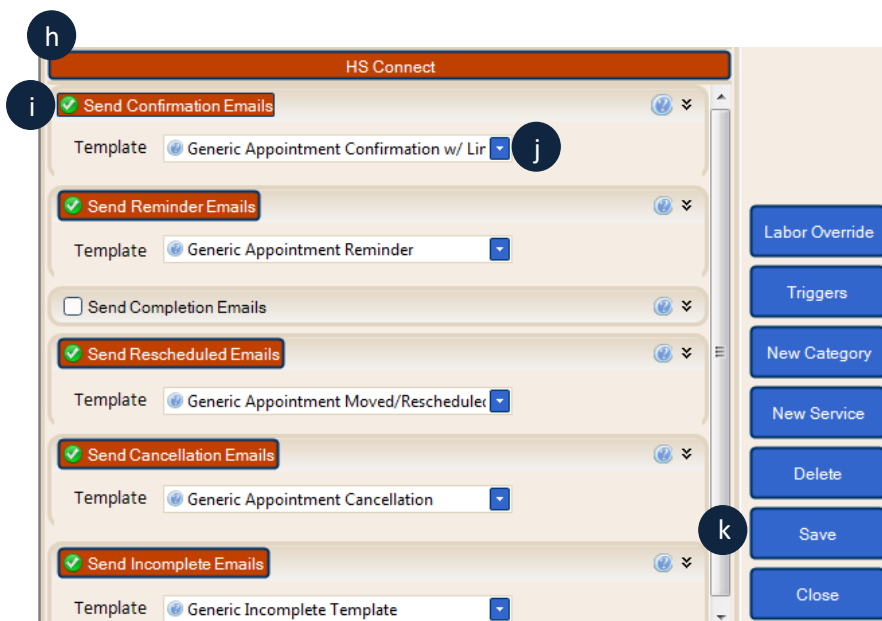 h
HS Connect
i
Send Confirmation Emails
Template Generic Appointment Confirmation w/ Lin
j
Send Reminder Emails
Template Generic Appointment Reminder
Send Completion Emails
Send Rescheduled Emails
Template Generic Appointment Moved/Rescheduled
Send Cancellation Emails
Template Generic Appointment Cancellation
Send Incomplete Emails
Template Generic Incomplete Template
Labor Override
Triggers
New Category
New Service
Delete
k
Save
Close